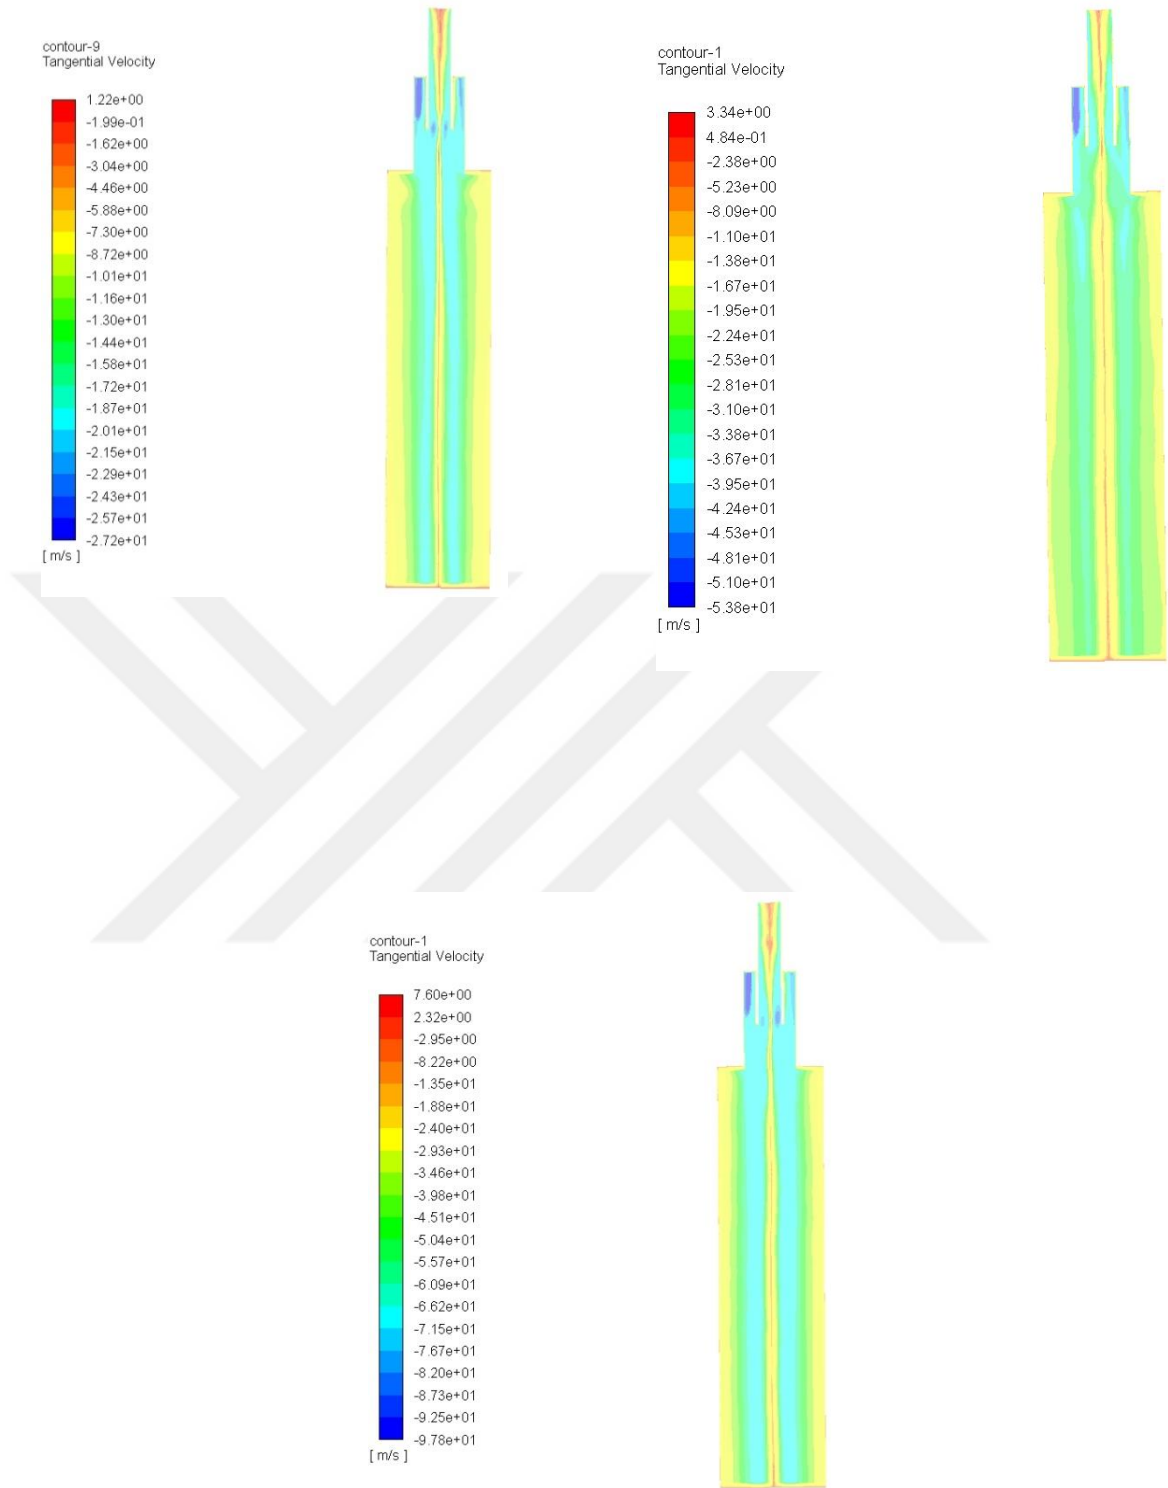 contour-9
Tangential Velocity
1.22e+00
-1.99e-01
-1.62e+00
-3.04e+00
-4.46e+00
-5.88e+00
-7.30e+00
-8.72e+00
-1.01e+01
-1.16e+01
-1.30e+01
-1.44e+01
-1.58e+01
-1.72e+01
-1.87e+01
-2.01e+01
-2.15e+01
-2.29e+01
-2.43e+01
-2.57e+01
-2.72e+01
[ m/s ]
contour-1
Tangential Velocity
3.34e+00
4.84e-01
-2.38e+00
-5.23e+00
-8.09e+00
-1.10e+01
-1.38e+01
-1.67e+01
-1.95e+01
-2.24e+01
-2.53e+01
-2.81e+01
-3.10e+01
-3.38e+01
-3.67e+01
-3.95e+01
-4.24e+01
-4.53e+01
-4.81e+01
-5.10e+01
-5.38e+01
[ m/s ]
contour-1
Tangential Velocity
7.60e+00
2.32e+00
-2.95e+00
-8.22e+00
-1.35e+01
-1.88e+01
-2.40e+01
-2.93e+01
-3.46e+01
-3.98e+01
-4.51e+01
-5.04e+01
-5.57e+01
-6.09e+01
-6.62e+01
-7.15e+01
-7.67e+01
-8.20e+01
-8.73e+01
-9.25e+01
-9.78e+01
[ m/s ]